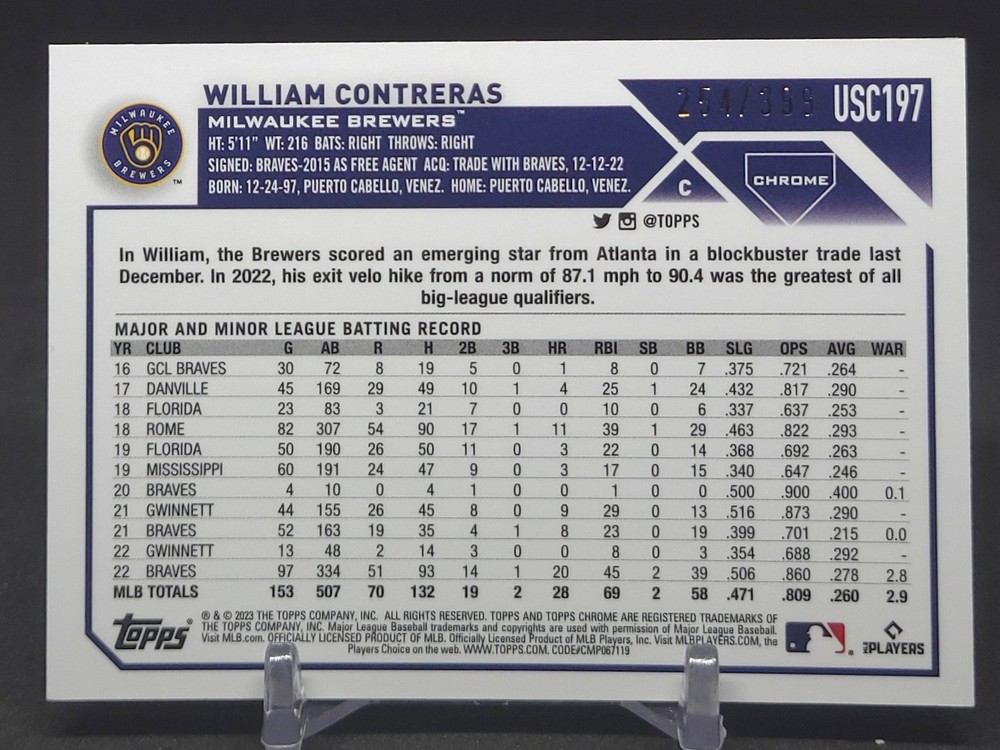 WILLIAM CONTRERAS
254/399 USC197
MILWAUKEE BREWERS
MILWAUKEE BREWERS™
HT: 5'11" WT: 216 BATS: RIGHT THROWS: RIGHT
SIGNED: BRAVES-2015 AS FREE AGENT ACQ: TRADE WITH BRAVES, 12-12-22
BORN: 12-24-97, PUERTO CABELLO, VENEZ. HOME: PUERTO CABELLO, VENEZ.
C
CHROME
@TOPPS
In William, the Brewers scored an emerging star from Atlanta in a blockbuster trade last
December. In 2022, his exit velo hike from a norm of 87.1 mph to 90.4 was the greatest of all
big-league qualifiers.
MAJOR AND MINOR LEAGUE BATTING RECORD
YR CLUB G AB R H 2B 3B HR RBI SB BB SLG OPS AVG WAR
16 GCL BRAVES 30 72 8 19 5 0 1 8 0 7 .375 .721 .264 -
17 DANVILLE 45 169 29 49 10 1 4 25 1 24 .432 .817 .290 -
18 FLORIDA 23 83 3 21 7 0 0 10 0 6 .337 .637 .253 -
18 ROME 82 307 54 90 17 1 11 39 1 29 .463 .822 .293 -
19 FLORIDA 50 190 26 50 11 0 3 22 0 14 .368 .692 .263 -
19 MISSISSIPPI 60 191 24 47 9 0 3 17 0 15 .340 .647 .246 -
20 BRAVES 4 10 0 4 1 0 0 1 0 0 .500 .900 .400 0.1
21 GWINNETT 44 155 26 45 8 0 9 29 0 13 .516 .873 .290 -
21 BRAVES 52 163 19 35 4 1 8 23 0 19 .399 .701 .215 0.0
22 GWINNETT 13 48 2 14 3 0 0 8 0 3 .354 .688 .292 -
22 BRAVES 97 334 51 93 14 1 20 45 2 39 .506 .860 .278 2.8
MLB TOTALS 153 507 70 132 19 2 28 69 2 58 .471 .809 .260 2.9
Topps®
® & © 2023 THE TOPPS COMPANY, INC. ALL RIGHTS RESERVED. TOPPS AND TOPPS CHROME ARE REGISTERED TRADEMARKS OF
THE TOPPS COMPANY, INC. Major League Baseball trademarks and copyrights are used with permission of Major League Baseball.
Visit MLB.com. OFFICIALLY LICENSED PRODUCT OF MLB. Officially Licensed Product of MLB Players, Inc. Visit MLBPLAYERS.COM, the
Players Choice on the web. WWW.TOPPS.COM. CODE#CMP067119
MLB PLAYERS